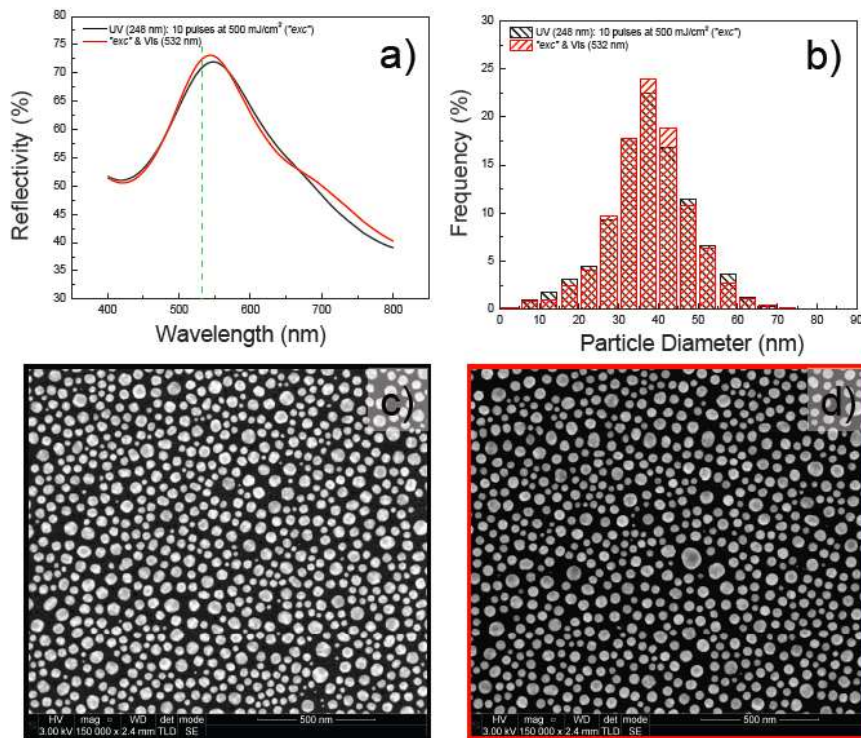 UV (248 nm): 10 pulses at 500 mJ/cm² ("exc")
"exc" & Vis (532 nm)
a)
75
70
65
60
55
50
45
40
35
30
Reflectivity (%)
400 500 600 700 800
Wavelength (nm)
UV (248 nm): 10 pulses at 500 mJ/cm² ("exc")
"exc" & Vis (532 nm)
b)
30
25
20
15
10
5
0
Frequency (%)
0 10 20 30 40 50 60 70 80 90
Particle Diameter (nm)
c)
HV mag □ WD det mode
3.00 kV 150 000 x 2.4 mm TLD SE
500 nm
d)
HV mag □ WD det mode
3.00 kV 150 000 x 2.4 mm TLD SE
500 nm